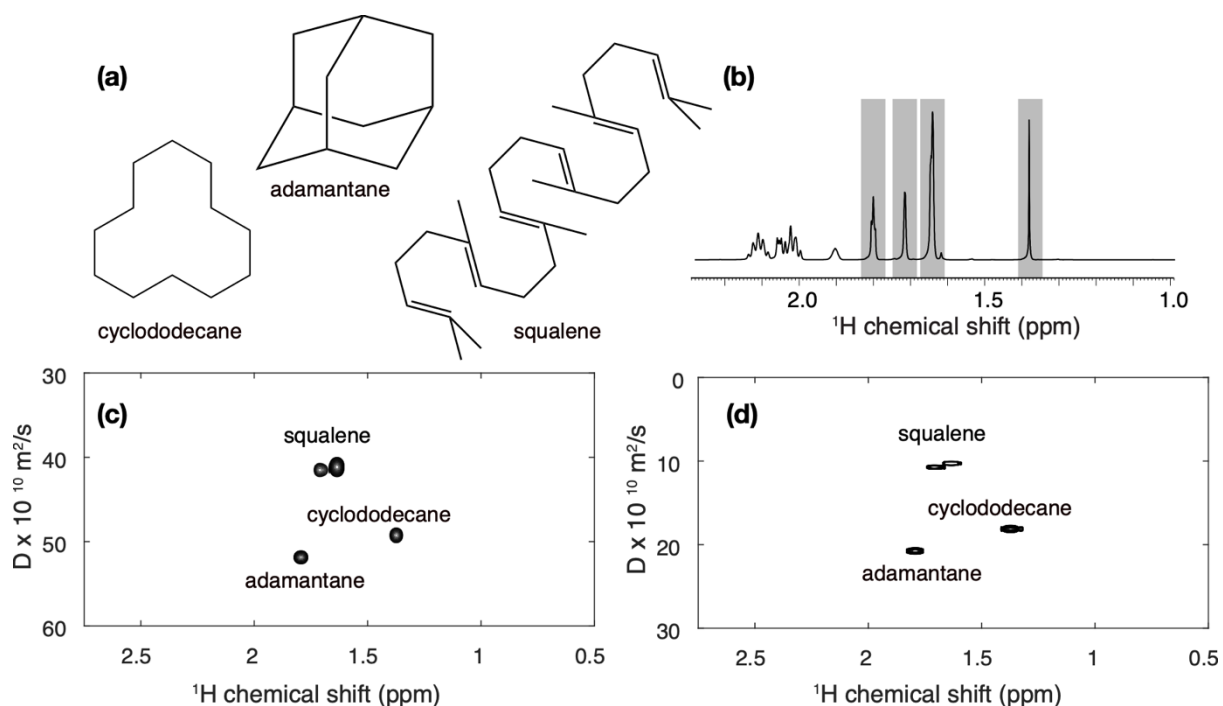 (a)
adamantane
cyclododecane
squalene
(b)
2.0
1.5
1.0
¹H chemical shift (ppm)
(c)
30
40
50
60
D x 10 ¹⁰ m²/s
squalene
cyclododecane
adamantane
2.5
2
1.5
1
0.5
¹H chemical shift (ppm)
(d)
0
10
20
30
D x 10 ¹⁰ m²/s
squalene
cyclododecane
adamantane
2.5
2
1.5
1
0.5
¹H chemical shift (ppm)